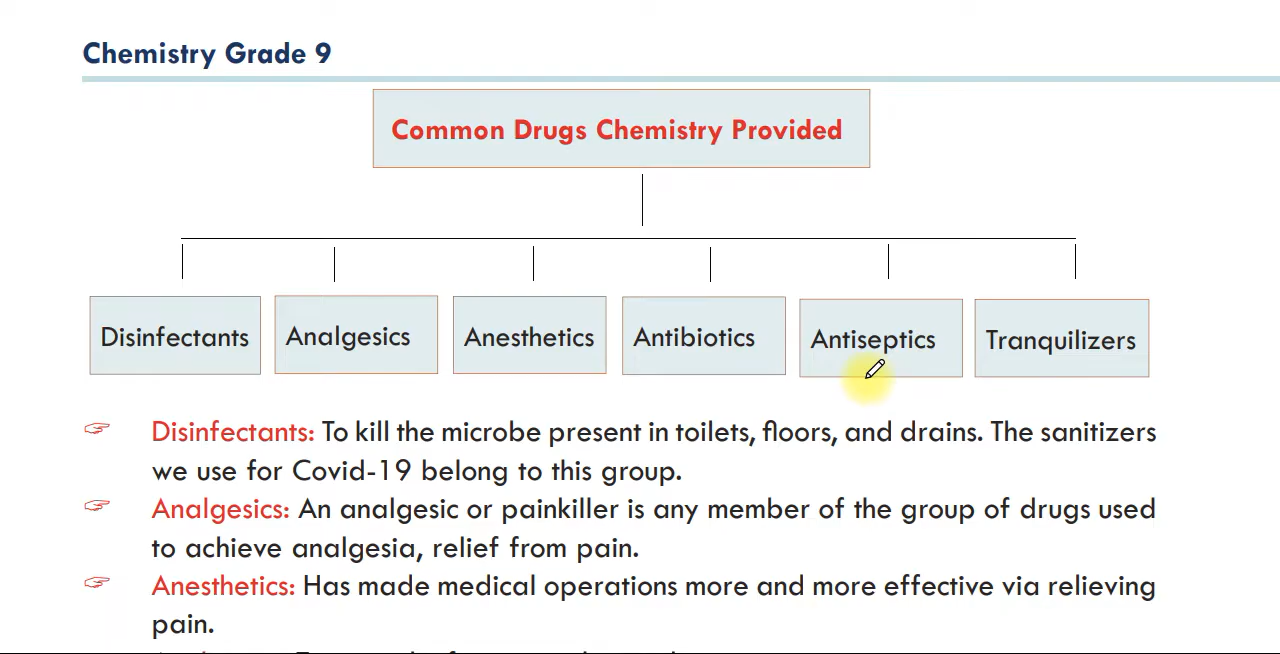 Chemistry Grade 9
Common Drugs Chemistry Provided
Disinfectants
Analgesics
Anesthetics
Antibiotics
Antiseptics
Tranquilizers
Disinfectants: To kill the microbe present in toilets, floors, and drains. The sanitizers
we use for Covid-19 belong to this group.
Analgesics: An analgesic or painkiller is any member of the group of drugs used
to achieve analgesia, relief from pain.
Anesthetics: Has made medical operations more and more effective via relieving
pain.